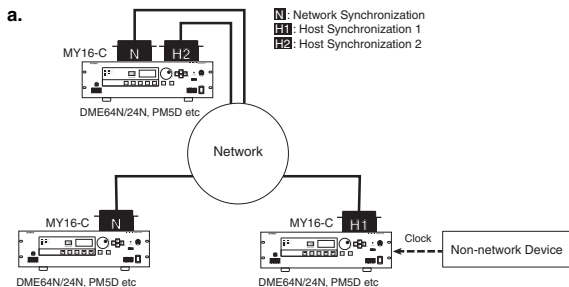 a.
N : Network Synchronization
H1 : Host Synchronization 1
H2 : Host Synchronization 2
MY16-C N H2
DME64N/24N, PM5D etc
Network
MY16-C N
DME64N/24N, PM5D etc
MY16-C H1
DME64N/24N, PM5D etc
Clock
Non-network Device